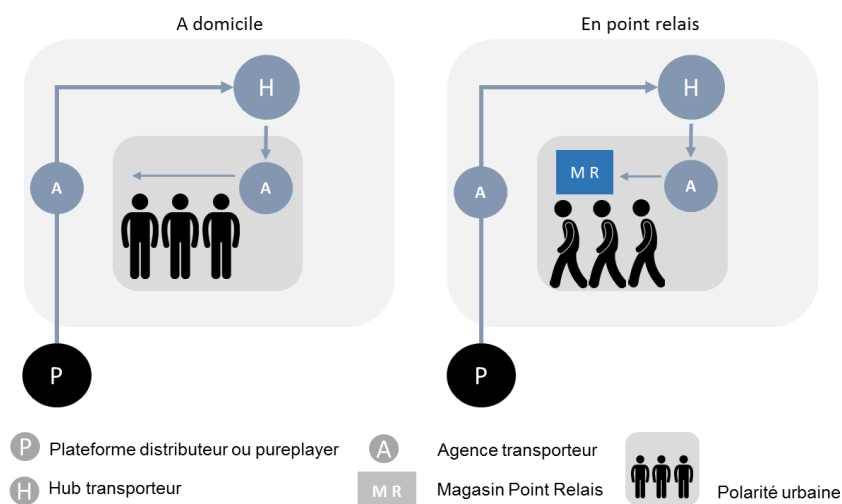 A domicile
En point relais
H
H
A
A
A
M R
A
P
P
P Plateforme distributeur ou pureplayer
A Agence transporteur
H Hub transporteur
M R Magasin Point Relais
Polarité urbaine